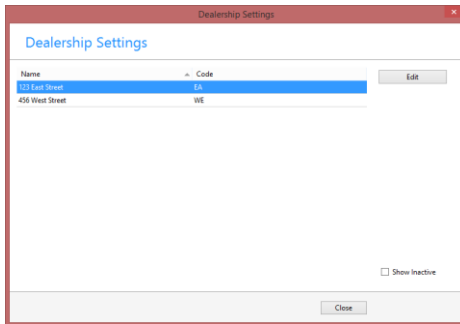 Dealership Settings
Dealership Settings
Name Code
Edit
123 East Street EA
456 West Street WE
Show Inactive
Close